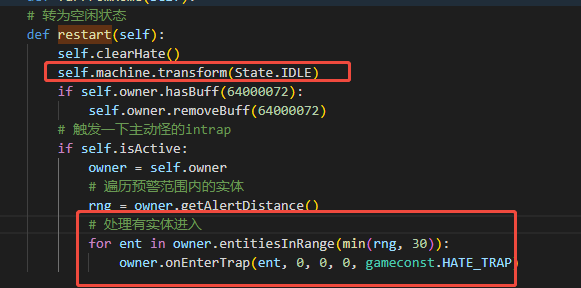 # 转为空闲状态
def restart(self):
self.clearHate()
self.machine.transform(State.IDLE)
if self.owner.hasBuff(64000072):
self.owner.removeBuff(64000072)
# 触发一下主动怪的intrap
if self.isActive:
owner = self.owner
# 遍历预警范围内的实体
rng = owner.getAlertDistance()
# 处理有实体进入
for ent in owner.entitiesInRange(min(rng, 30)):
owner.onEnterTrap(ent, 0, 0, 0, gameconst.HATE_TRAP)